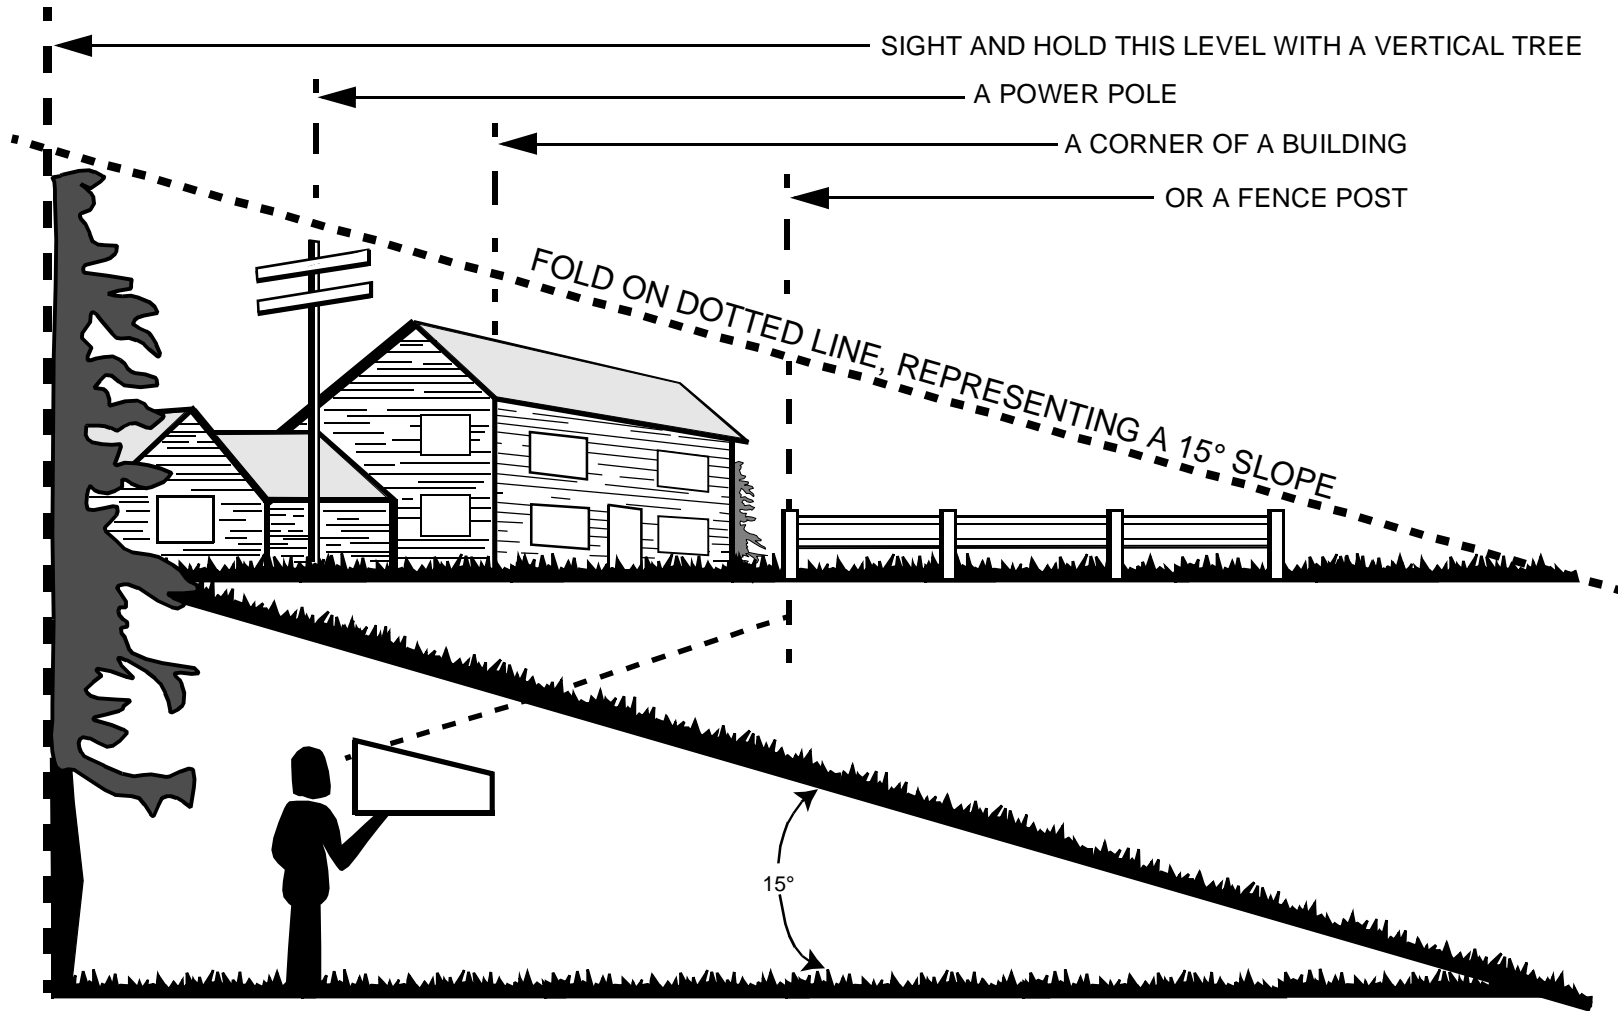 SIGHT AND HOLD THIS LEVEL WITH A VERTICAL TREE
A POWER POLE
A CORNER OF A BUILDING
OR A FENCE POST
FOLD ON DOTTED LINE, REPRESENTING A 15° SLOPE
15°